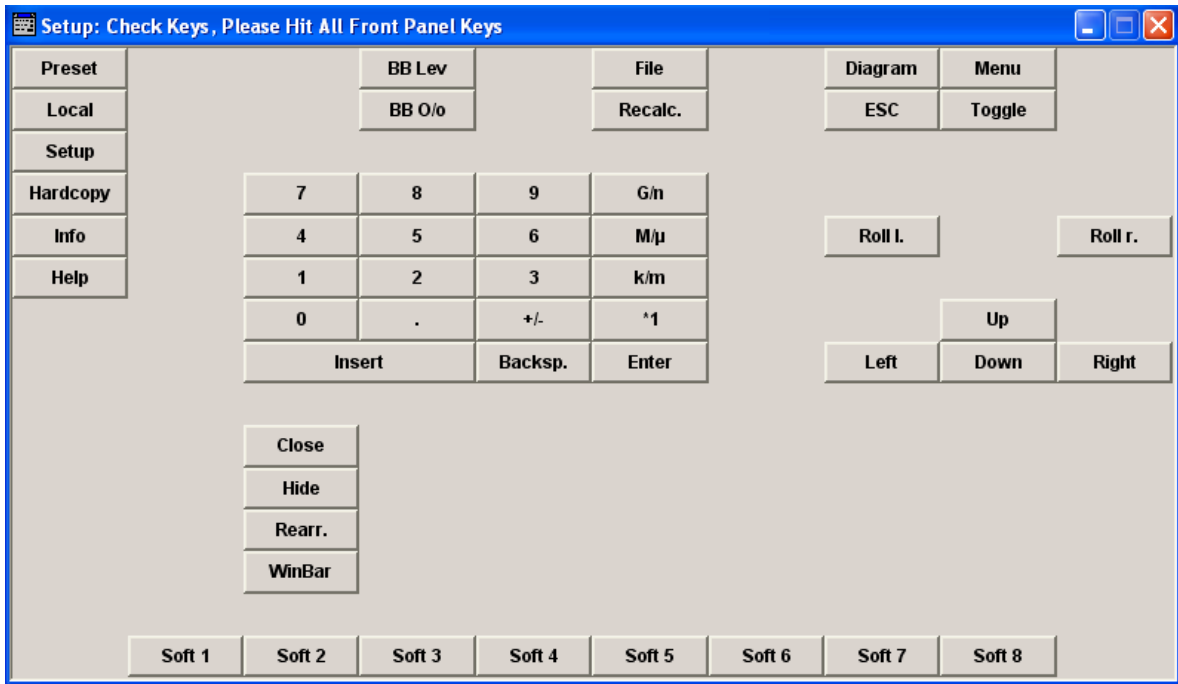 Setup: Check Keys, Please Hit All Front Panel Keys
Preset BB Lev File Diagram Menu
Local BB O/o Recalc. ESC Toggle
Setup
Hardcopy 7 8 9 G/n
Info 4 5 6 M/µ Roll l. Roll r.
Help 1 2 3 k/m
0 . +/- *1 Up
Insert Backsp. Enter Left Down Right
Close
Hide
Rearr.
WinBar
Soft 1 Soft 2 Soft 3 Soft 4 Soft 5 Soft 6 Soft 7 Soft 8